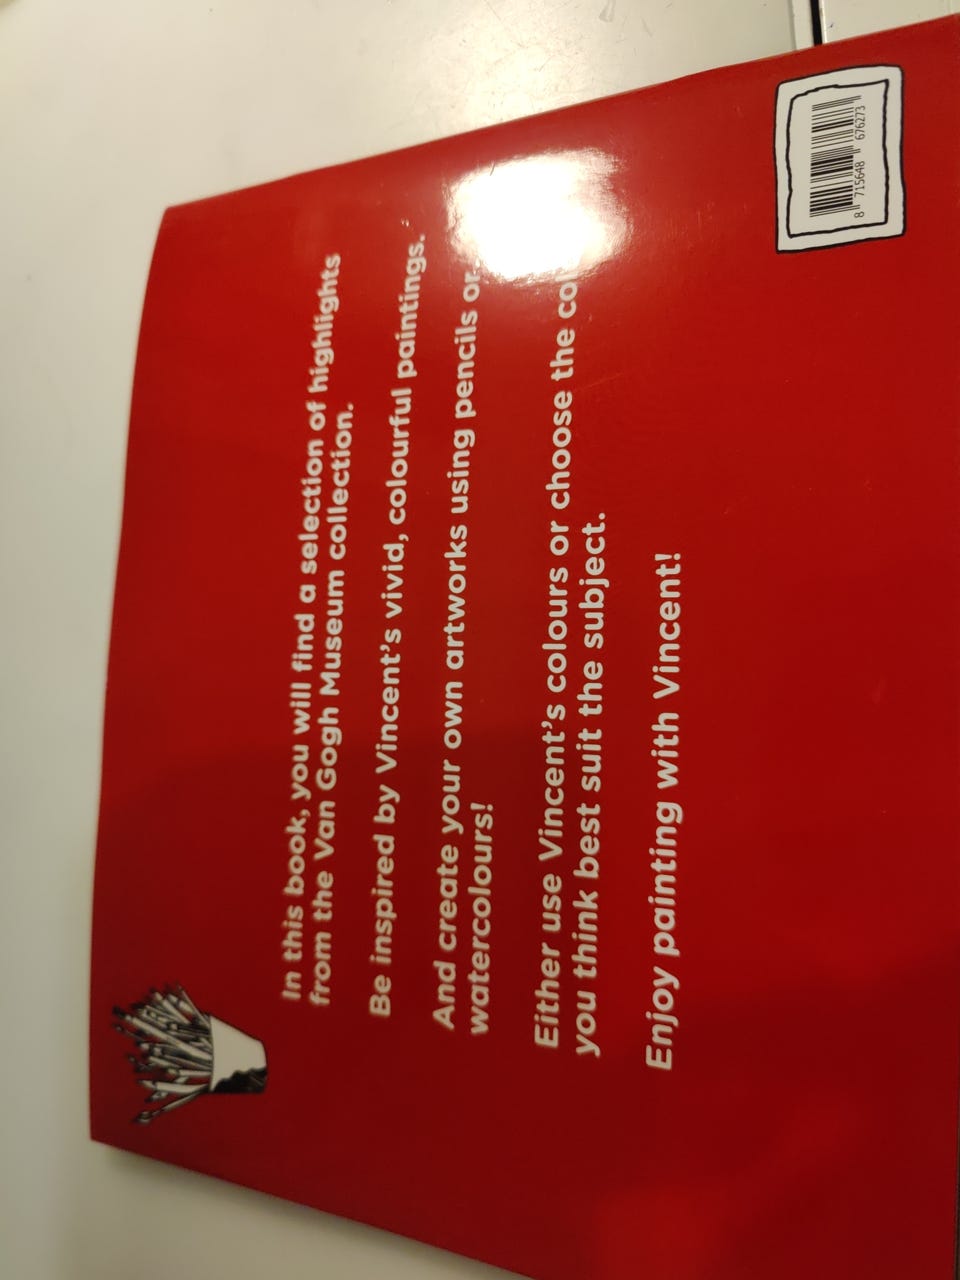 In this book, you will find a selection of highlights
from the Van Gogh Museum collection.
Be inspired by Vincent's vivid, colourful paintings.
And create your own artworks using pencils or
watercolours!
Either use Vincent's colours or choose the
you think best suit the subject.
Enjoy painting with Vincent!
8 715648 676273